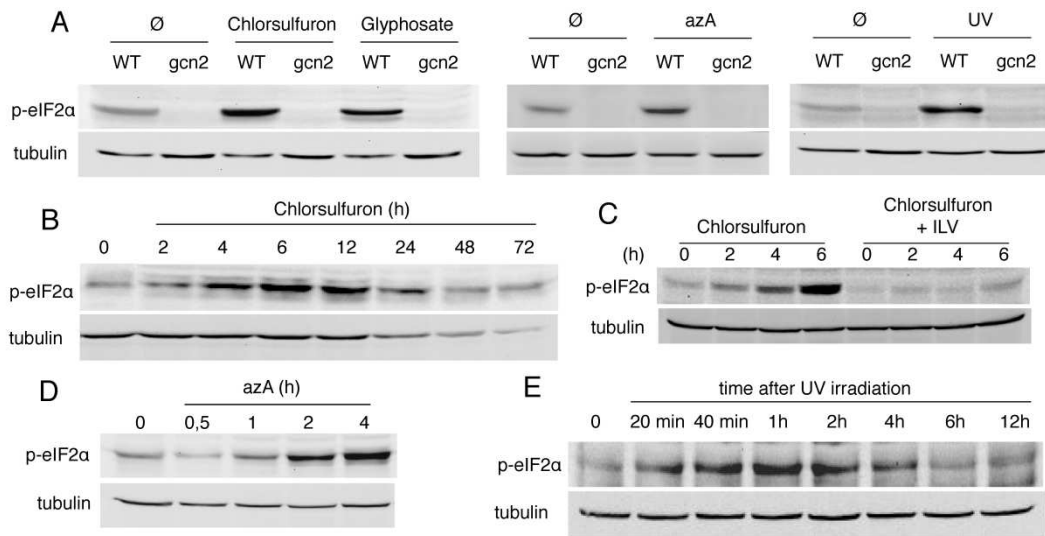 A
Ø Chlorsulfuron Glyphosate
WT gcn2 WT gcn2 WT gcn2
p-eIF2α
tubulin
Ø azA
WT gcn2 WT gcn2
Ø UV
WT gcn2 WT gcn2
B
Chlorsulfuron (h)
0 2 4 6 12 24 48 72
p-eIF2α
tubulin
C
Chlorsulfuron
Chlorsulfuron
+ ILV
(h) 0 2 4 6 0 2 4 6
p-eIF2α
tubulin
D
azA (h)
0 0,5 1 2 4
p-eIF2α
tubulin
E
time after UV irradiation
0 20 min 40 min 1h 2h 4h 6h 12h
p-eIF2α
tubulin